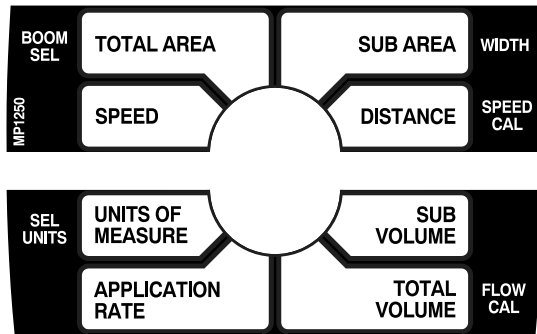 BOOM
SEL
TOTAL AREA
SUB AREA
WIDTH
MP1250
SPEED
DISTANCE
SPEED
CAL
SEL
UNITS
UNITS OF
MEASURE
SUB
VOLUME
APPLICATION
RATE
TOTAL
VOLUME
FLOW
CAL